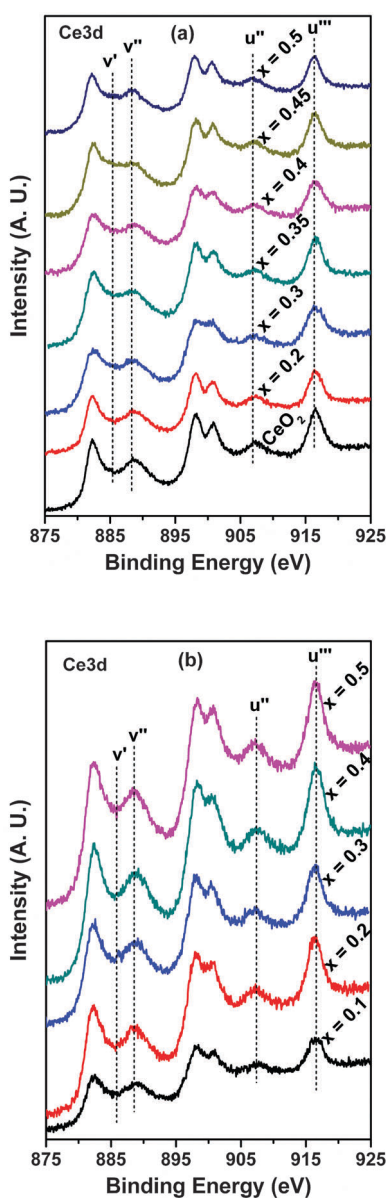 Ce3d
(a)
v'
v''
u''
u'''
x = 0.5
x = 0.45
x = 0.4
x = 0.35
x = 0.3
x = 0.2
CeO2
Intensity (A. U.)
875 885 895 905 915 925
Binding Energy (eV)
Ce3d
(b)
v'
v''
u''
u'''
x = 0.5
x = 0.4
x = 0.3
x = 0.2
x = 0.1
Intensity (A. U.)
875 885 895 905 915 925
Binding Energy (eV)